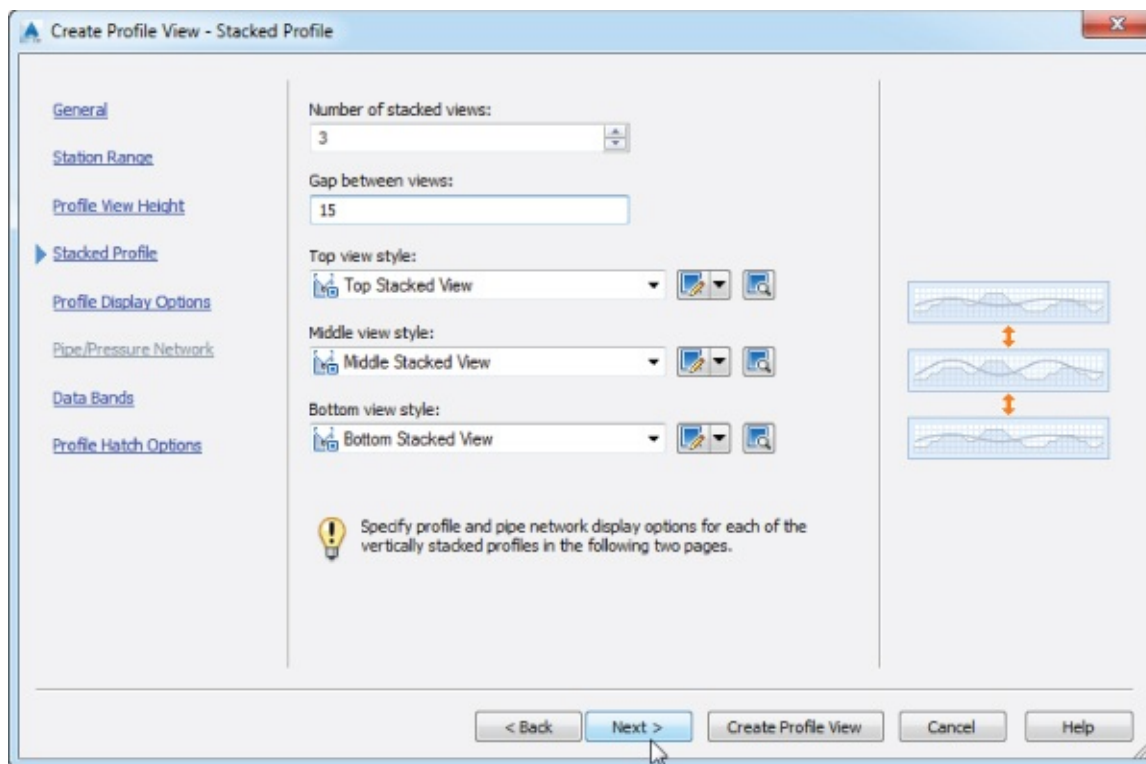 Create Profile View - Stacked Profile
General
Station Range
Profile View Height
Stacked Profile
Profile Display Options
Pipe/Pressure Network
Data Bands
Profile Hatch Options
Number of stacked views:
3
Gap between views:
15
Top view style:
Top Stacked View
Middle view style:
Middle Stacked View
Bottom view style:
Bottom Stacked View
Specify profile and pipe network display options for each of the
vertically stacked profiles in the following two pages.
< Back
Next >
Create Profile View
Cancel
Help